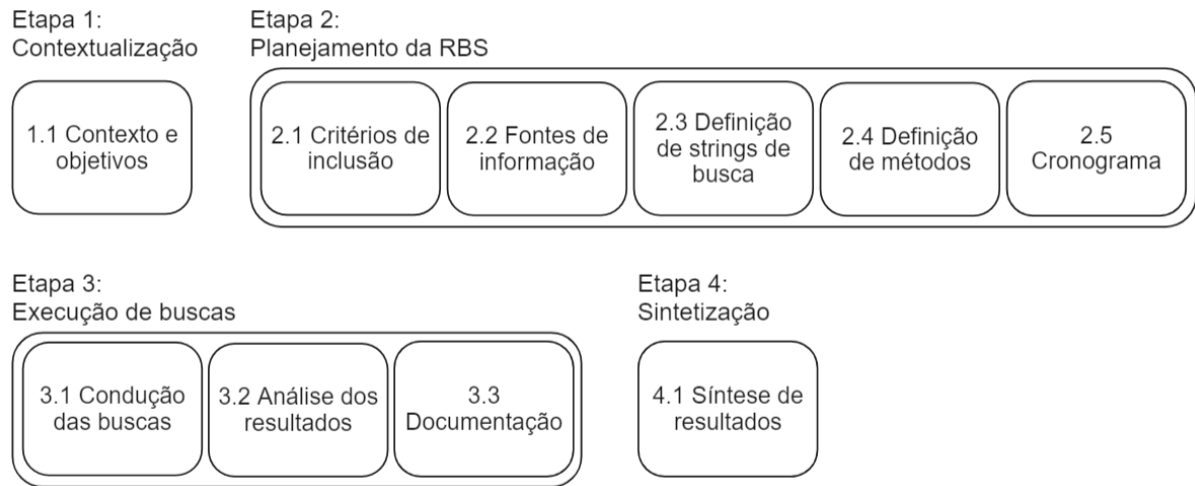 Etapa 1:
Contextualização
Etapa 2:
Planejamento da RBS
1.1 Contexto e
objetivos
2.1 Critérios de
inclusão
2.2 Fontes de
informação
2.3 Definição
de strings de
busca
2.4 Definição
de métodos
2.5
Cronograma
Etapa 3:
Execução de buscas
Etapa 4:
Sintetização
3.1 Condução
das buscas
3.2 Análise dos
resultados
3.3
Documentação
4.1 Síntese de
resultados